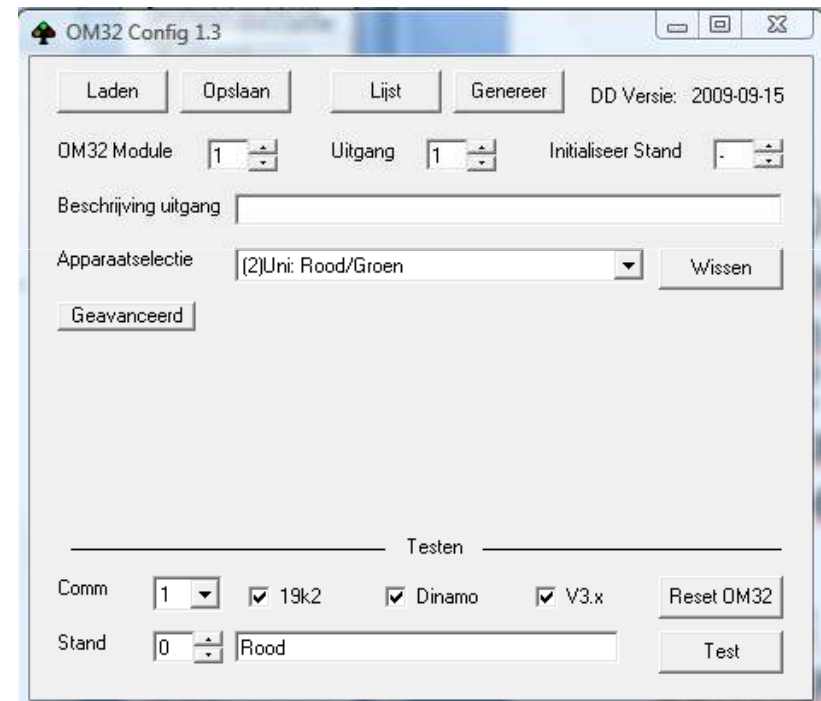 OM32 Config 1.3
Laden Opslaan Lijst Genereer DD Versie: 2009-09-15
OM32 Module 1 Uitgang 1 Initialiseer Stand -
Beschrijving uitgang
Apparaatselectie (2)Uni: Rood/Groen Wissen
Geavanceerd
Testen
Comm 1 19k2 Dinamo V3.x Reset OM32
Stand 0 Rood Test